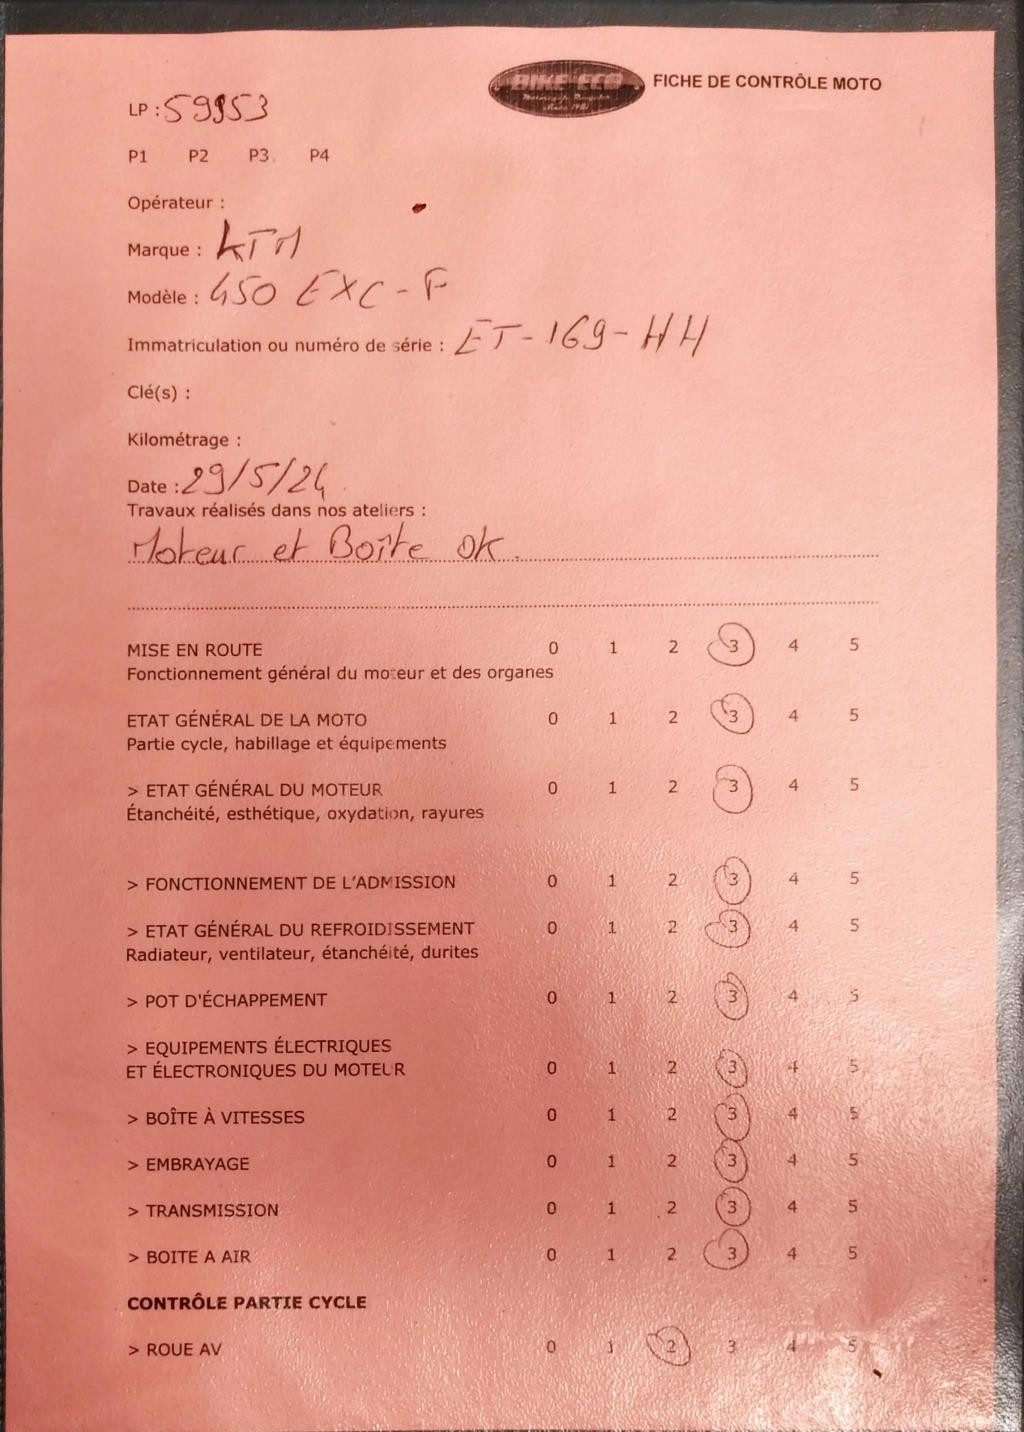 BIKE-ECO
FICHE DE CONTRÔLE MOTO
LP : 59953
P1 P2 P3 P4
Opérateur :
Marque : KTM
Modèle : 450 EXC-F
Immatriculation ou numéro de série : ET-169-HH
Clé(s) :
Kilométrage :
Date : 29/5/24
Travaux réalisés dans nos ateliers :
Moteur et Boîte OK.
MISE EN ROUTE 0 1 2 3 4 5
Fonctionnement général du moteur et des organes
ETAT GÉNÉRAL DE LA MOTO 0 1 2 3 4 5
Partie cycle, habillage et équipements
> ETAT GÉNÉRAL DU MOTEUR 0 1 2 3 4 5
Étanchéité, esthétique, oxydation, rayures
> FONCTIONNEMENT DE L'ADMISSION 0 1 2 3 4 5
> ETAT GÉNÉRAL DU REFROIDISSEMENT 0 1 2 3 4 5
Radiateur, ventilateur, étanchéité, durites
> POT D'ÉCHAPPEMENT 0 1 2 3 4 5
> EQUIPEMENTS ÉLECTRIQUES
ET ÉLECTRONIQUES DU MOTEUR 0 1 2 3 4 5
> BOÎTE À VITESSES 0 1 2 3 4 5
> EMBRAYAGE 0 1 2 3 4 5
> TRANSMISSION 0 1 2 3 4 5
> BOITE A AIR 0 1 2 3 4 5
CONTRÔLE PARTIE CYCLE
> ROUE AV 0 1 2 3 4 5